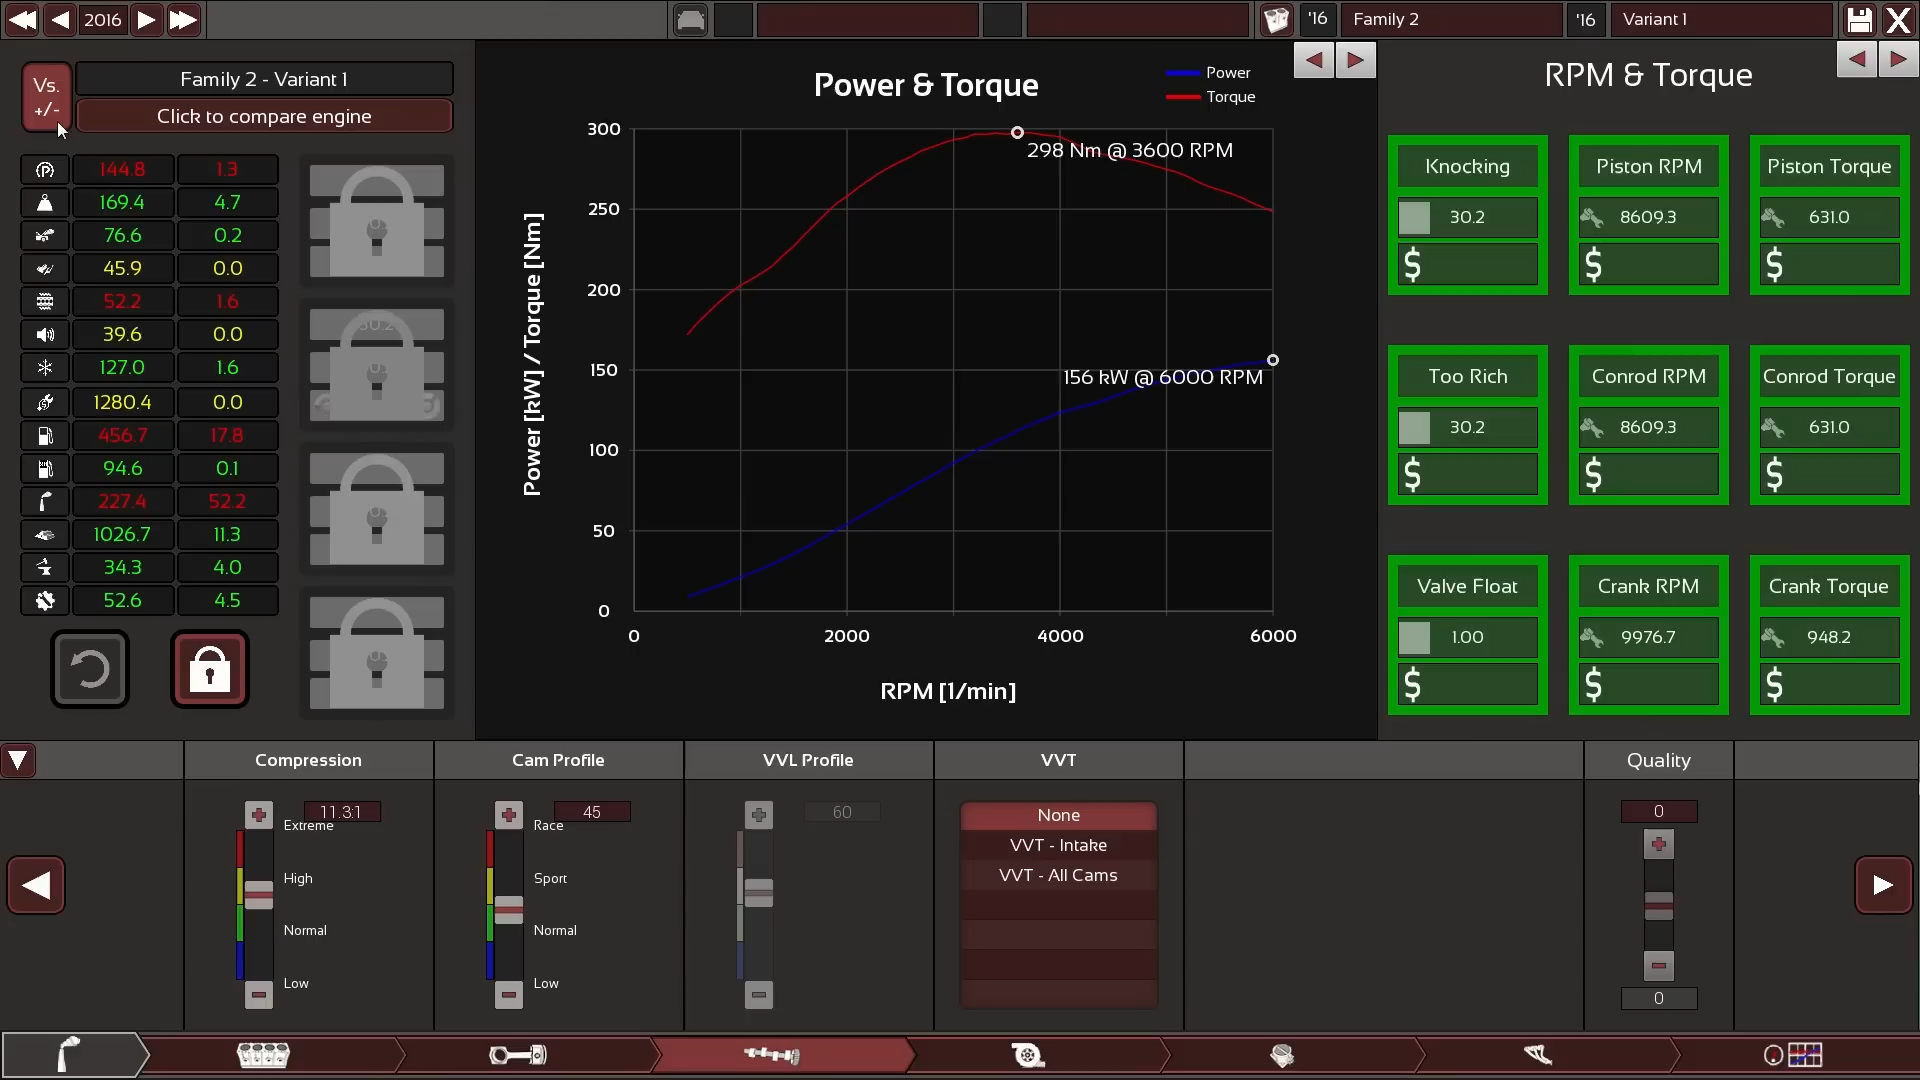 2016
'16
Family 2
'16
Variant 1
Vs.
+/-
Family 2 - Variant 1
Click to compare engine
144.8 1.3
169.4 4.7
76.6 0.2
45.9 0.0
52.2 1.6
39.6 0.0
127.0 1.6
1280.4 0.0
456.7 17.8
94.6 0.1
227.4 52.2
1026.7 11.3
34.3 4.0
52.6 4.5
30.2
Power & Torque
Power
Torque
Power [kW] / Torque [Nm]
300
250
200
150
100
50
0
298 Nm @ 3600 RPM
156 kW @ 6000 RPM
0 2000 4000 6000
RPM [1/min]
RPM & Torque
Knocking Piston RPM Piston Torque
30.2 8609.3 631.0
$ $ $
Too Rich Conrod RPM Conrod Torque
30.2 8609.3 631.0
$ $ $
Valve Float Crank RPM Crank Torque
1.00 9976.7 948.2
$ $ $
Compression
11.3:1
Extreme
High
Normal
Low
Cam Profile
45
Race
Sport
Normal
Low
VVL Profile
60
VVT
None
VVT - Intake
VVT - All Cams
Quality
0
0